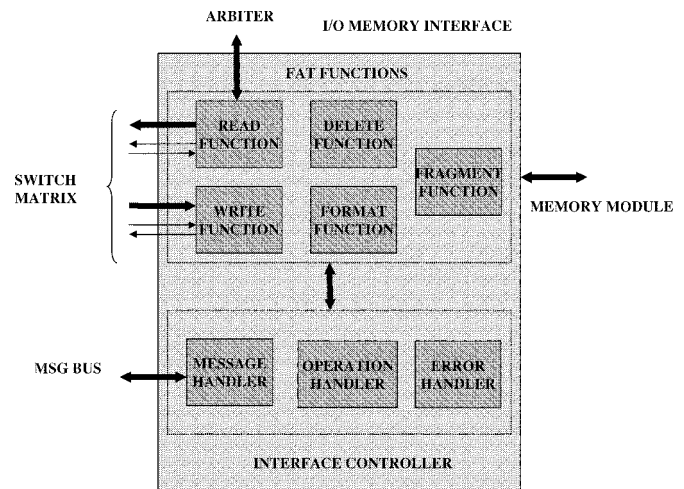 ARBITER
I/O MEMORY INTERFACE
FAT FUNCTIONS
READ
FUNCTION
DELETE
FUNCTION
FRAGMENT
FUNCTION
SWITCH
MATRIX
WRITE
FUNCTION
FORMAT
FUNCTION
MEMORY MODULE
MSG BUS
MESSAGE
HANDLER
OPERATION
HANDLER
ERROR
HANDLER
INTERFACE CONTROLLER